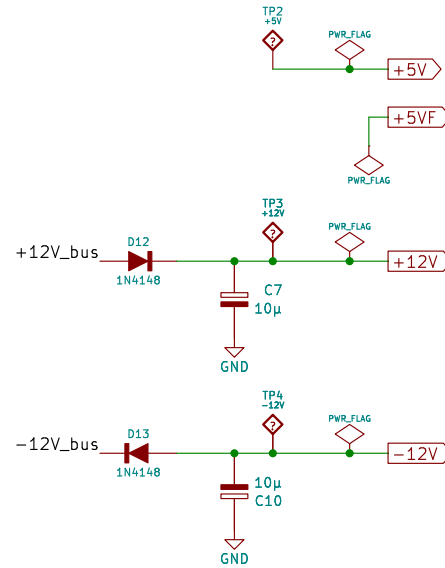 TP2
+5V
PWR_FLAG
+5V
+5VF
PWR_FLAG
TP3
+12V
PWR_FLAG
+12V_bus
D12
1N4148
+12V
C7
10µ
GND
TP4
-12V
PWR_FLAG
-12V_bus
D13
1N4148
-12V
10µ
C10
GND